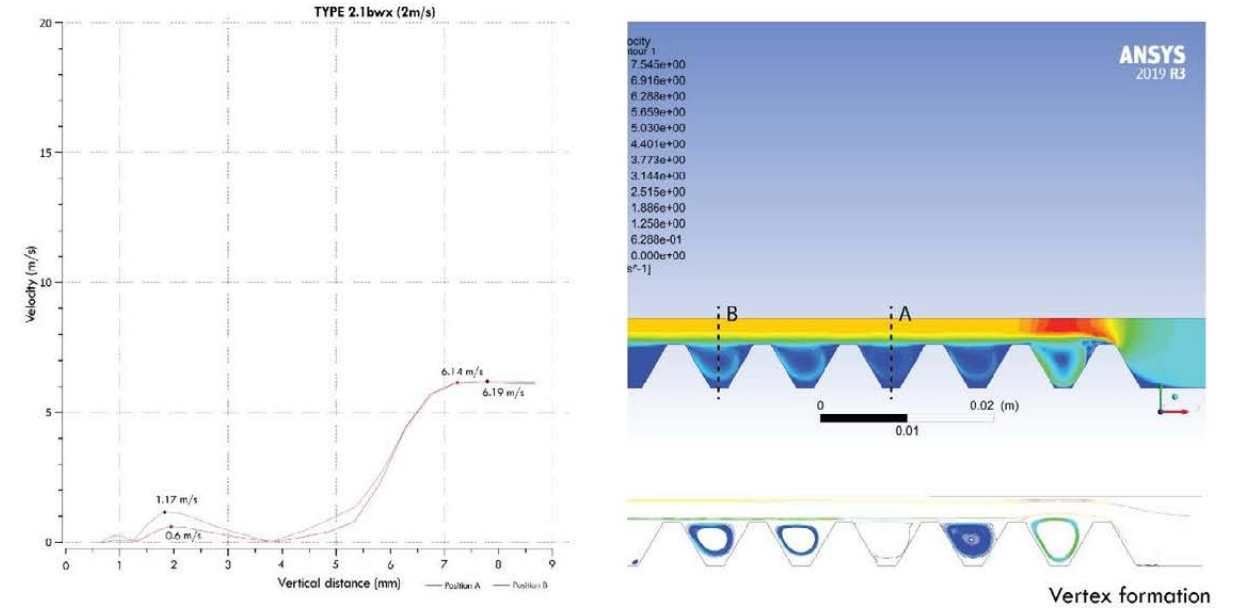 TYPE 2.1bwx (2m/s)
20
15
10
5
0
Velocity (m/s)
6.14 m/s
6.19 m/s
1.17 m/s
0.6 m/s
0 1 2 3 4 5 6 7 8 9
Vertical distance (mm)
Position A Position B
ocity
tour 1
7.545e+00
6.916e+00
6.288e+00
5.659e+00
5.030e+00
4.401e+00
3.773e+00
3.144e+00
2.515e+00
1.886e+00
1.258e+00
6.288e-01
0.000e+00
s^-1]
ANSYS
2019 R3
B
A
0 0.02 (m)
0.01
X
Vertex formation